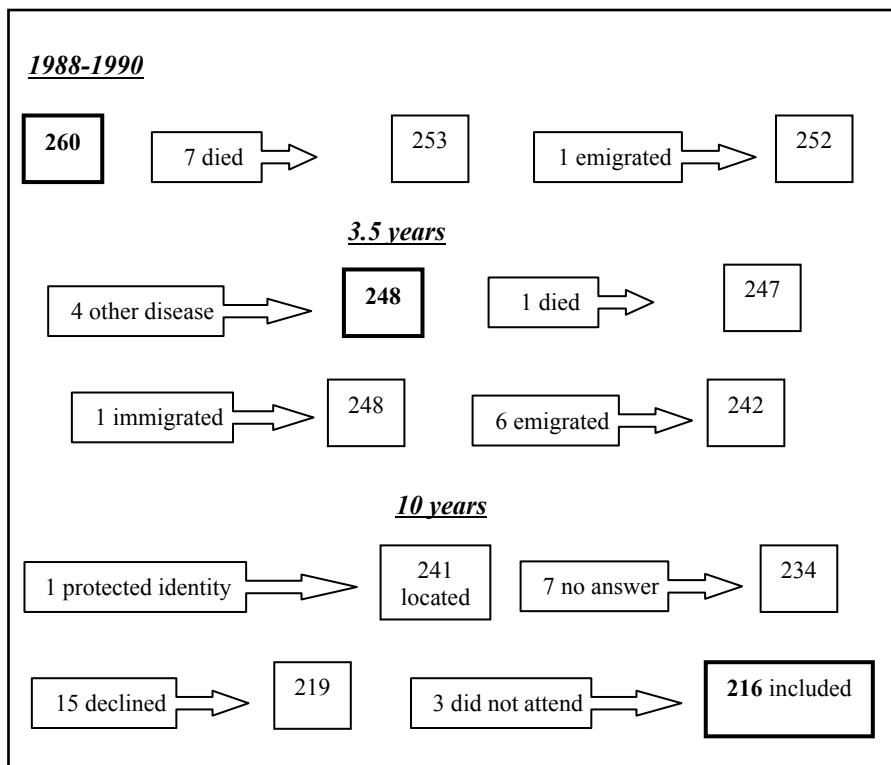 1988-1990
260
7 died
253
1 emigrated
252
3.5 years
4 other disease
248
1 died
247
1 immigrated
248
6 emigrated
242
10 years
1 protected identity
241
located
7 no answer
234
15 declined
219
3 did not attend
216 included